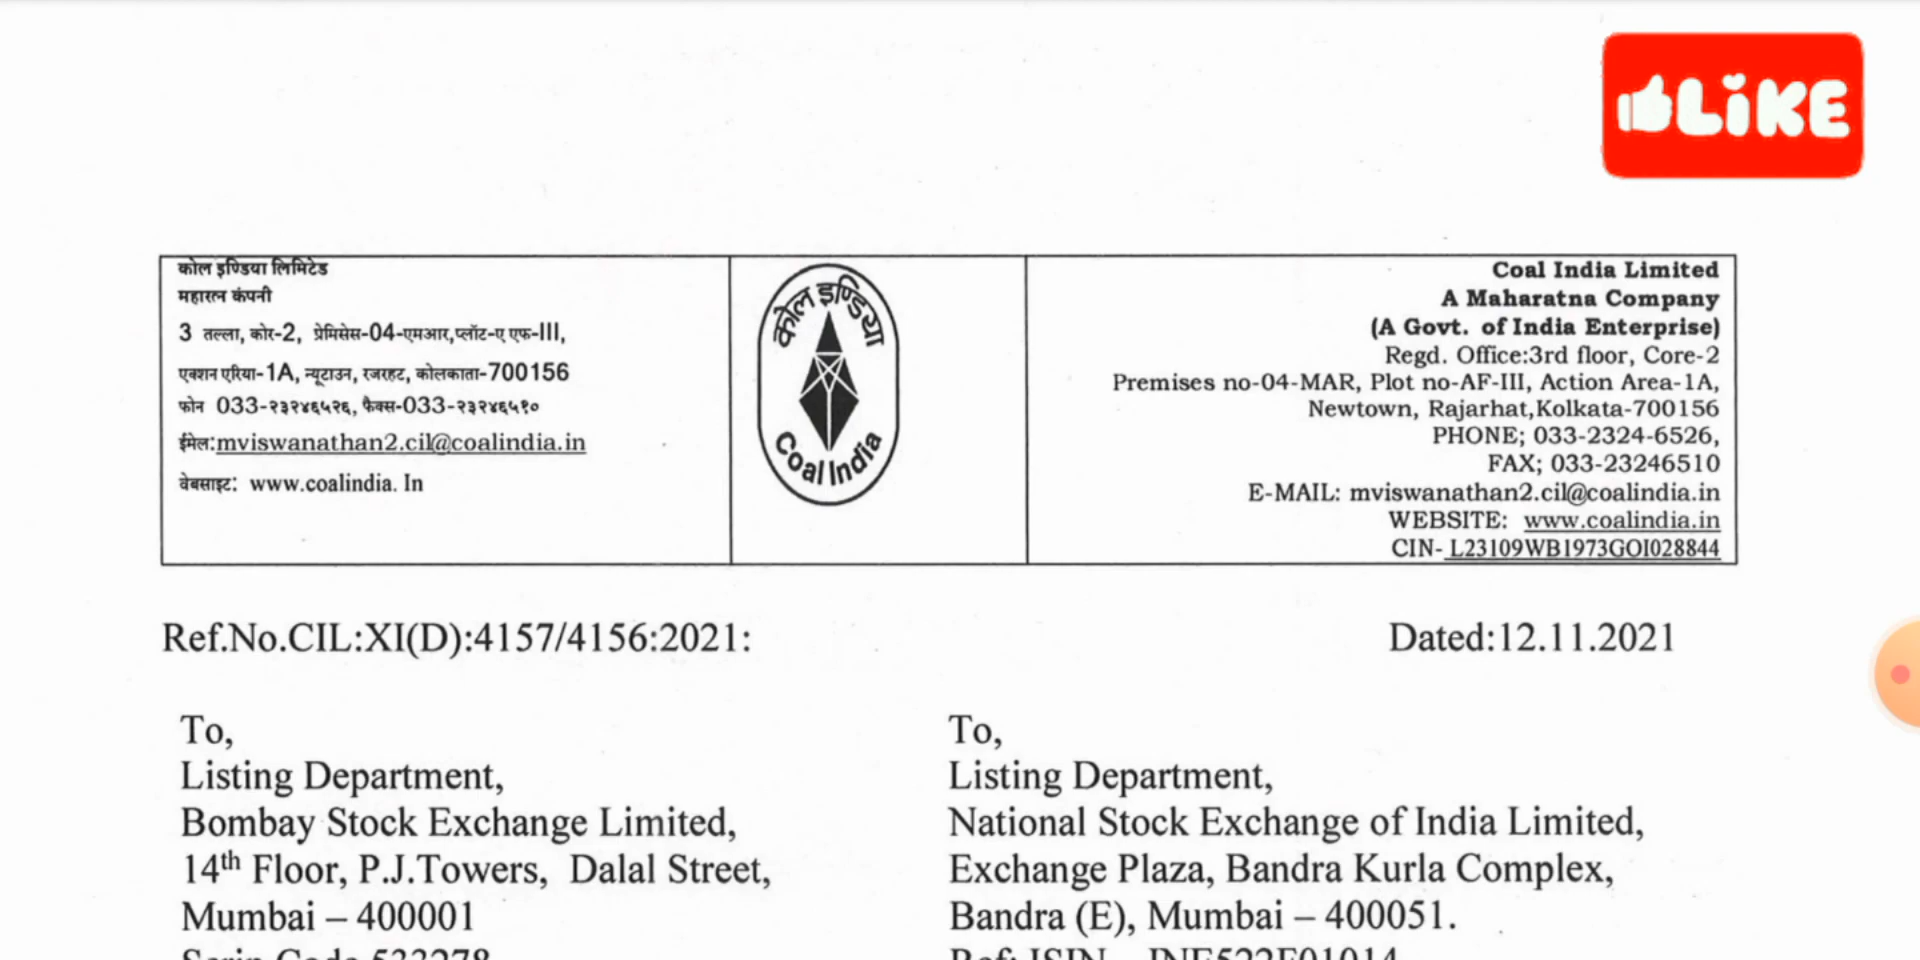 LiKE
कोल इण्डिया लिमिटेड
महारत्न कंपनी
3 तल्ला, कोर-2, प्रेमिसेस-04-एमआर,प्लॉट-ए एफ-III,
एक्शन एरिया-1A, न्यूटाउन, रजरहट, कोलकाता-700156
फोन 033-२३२४६५२६, फैक्स-033-२३२४६५१०
ईमेल:mviswanathan2.cil@coalindia.in
वेबसाइट: www.coalindia. In
कोल इण्डिया
Coal India
Coal India Limited
A Maharatna Company
(A Govt. of India Enterprise)
Regd. Office:3rd floor, Core-2
Premises no-04-MAR, Plot no-AF-III, Action Area-1A,
Newtown, Rajarhat,Kolkata-700156
PHONE; 033-2324-6526,
FAX; 033-23246510
E-MAIL: mviswanathan2.cil@coalindia.in
WEBSITE: www.coalindia.in
CIN- L23109WB1973GOI028844
Ref.No.CIL:XI(D):4157/4156:2021:
Dated:12.11.2021
To,
Listing Department,
Bombay Stock Exchange Limited,
14th Floor, P.J.Towers, Dalal Street,
Mumbai – 400001
Scrip Code 533278
To,
Listing Department,
National Stock Exchange of India Limited,
Exchange Plaza, Bandra Kurla Complex,
Bandra (E), Mumbai – 400051.
Ref: ISIN – INE522F01014